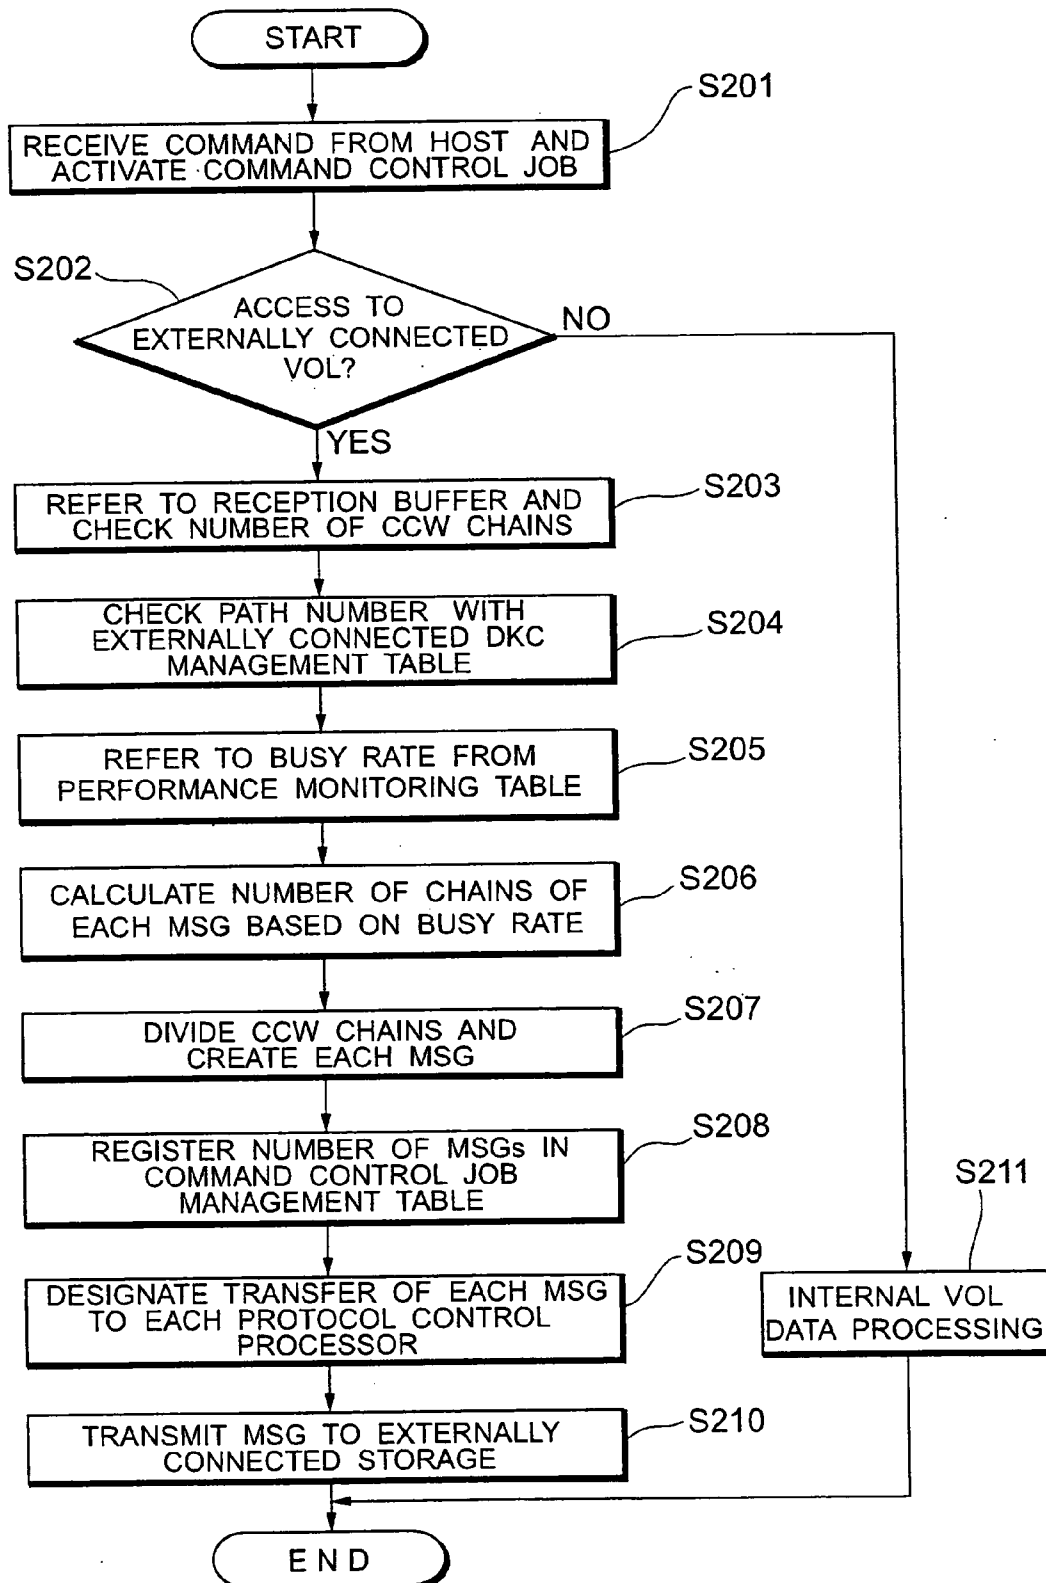 START
S201
RECEIVE COMMAND FROM HOST AND
ACTIVATE COMMAND CONTROL JOB
S202
ACCESS TO
EXTERNALLY CONNECTED
VOL?
NO
YES
S203
REFER TO RECEPTION BUFFER AND
CHECK NUMBER OF CCW CHAINS
S204
CHECK PATH NUMBER WITH
EXTERNALLY CONNECTED DKC
MANAGEMENT TABLE
S205
REFER TO BUSY RATE FROM
PERFORMANCE MONITORING TABLE
S206
CALCULATE NUMBER OF CHAINS OF
EACH MSG BASED ON BUSY RATE
S207
DIVIDE CCW CHAINS AND
CREATE EACH MSG
S208
REGISTER NUMBER OF MSGs IN
COMMAND CONTROL JOB
MANAGEMENT TABLE
S209
DESIGNATE TRANSFER OF EACH MSG
TO EACH PROTOCOL CONTROL
PROCESSOR
S211
INTERNAL VOL
DATA PROCESSING
S210
TRANSMIT MSG TO EXTERNALLY
CONNECTED STORAGE
END